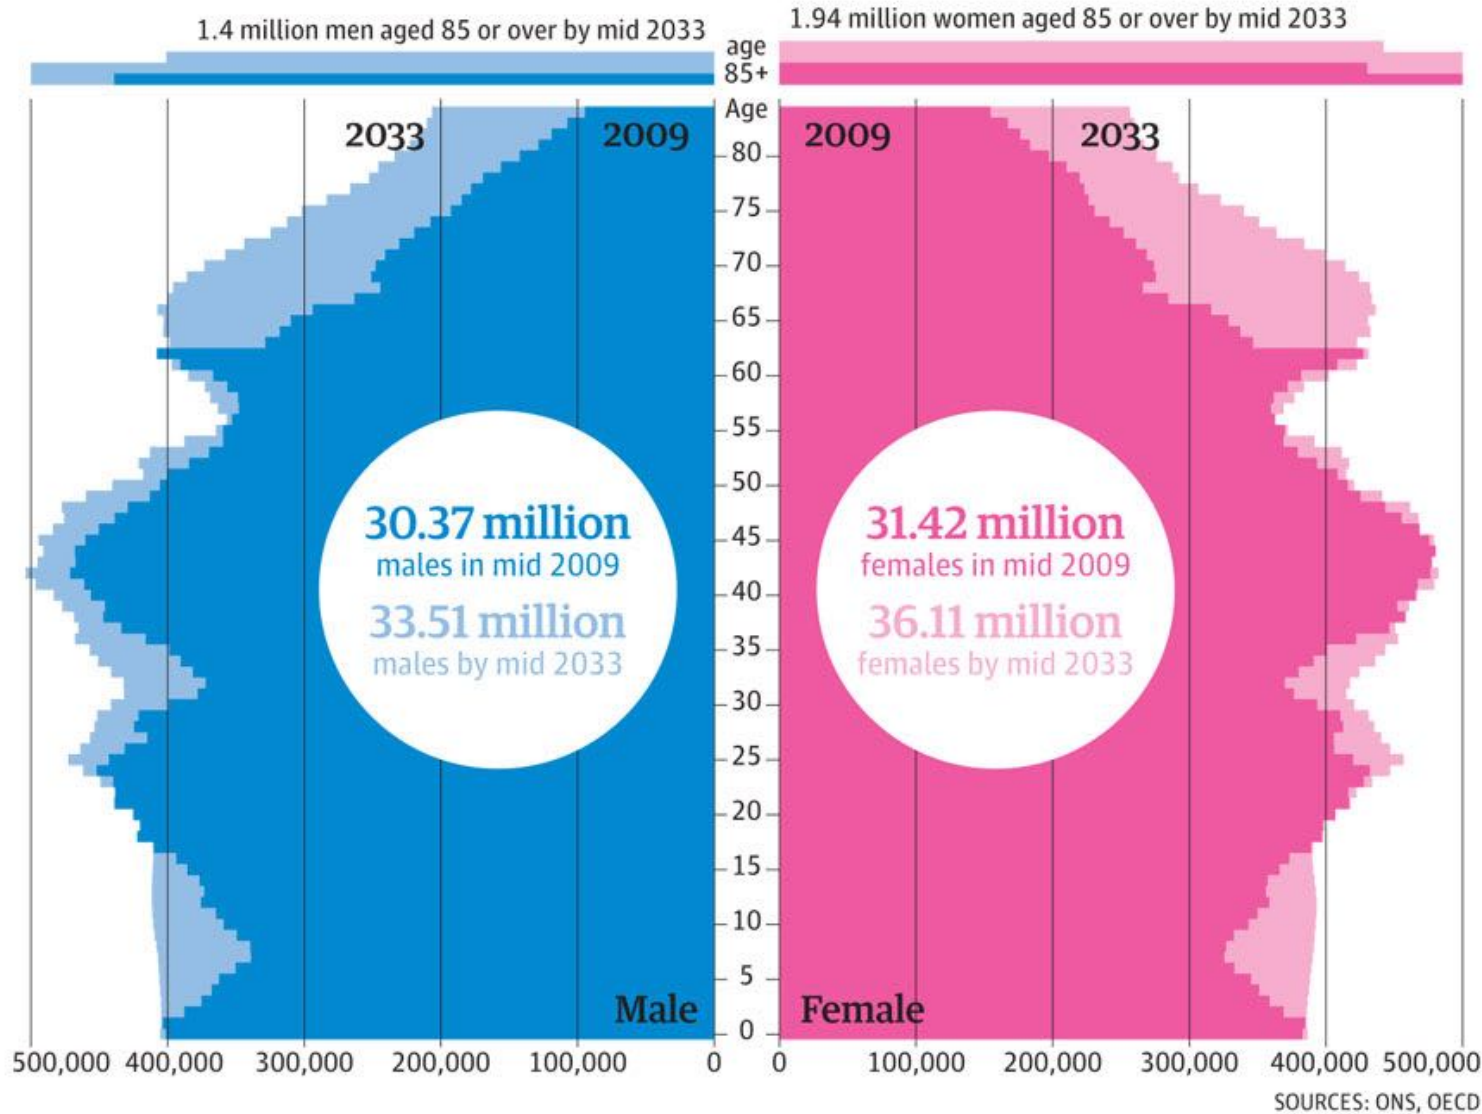 1.4 million men aged 85 or over by mid 2033
1.94 million women aged 85 or over by mid 2033
age
85+
Age
2033
2009
2009
2033
80
75
70
65
60
55
50
45
40
35
30
25
20
15
10
5
0
30.37 million
males in mid 2009
33.51 million
males by mid 2033
31.42 million
females in mid 2009
36.11 million
females by mid 2033
Male
Female
500,000 400,000 300,000 200,000 100,000 0
0 100,000 200,000 300,000 400,000 500,000
SOURCES: ONS, OECD